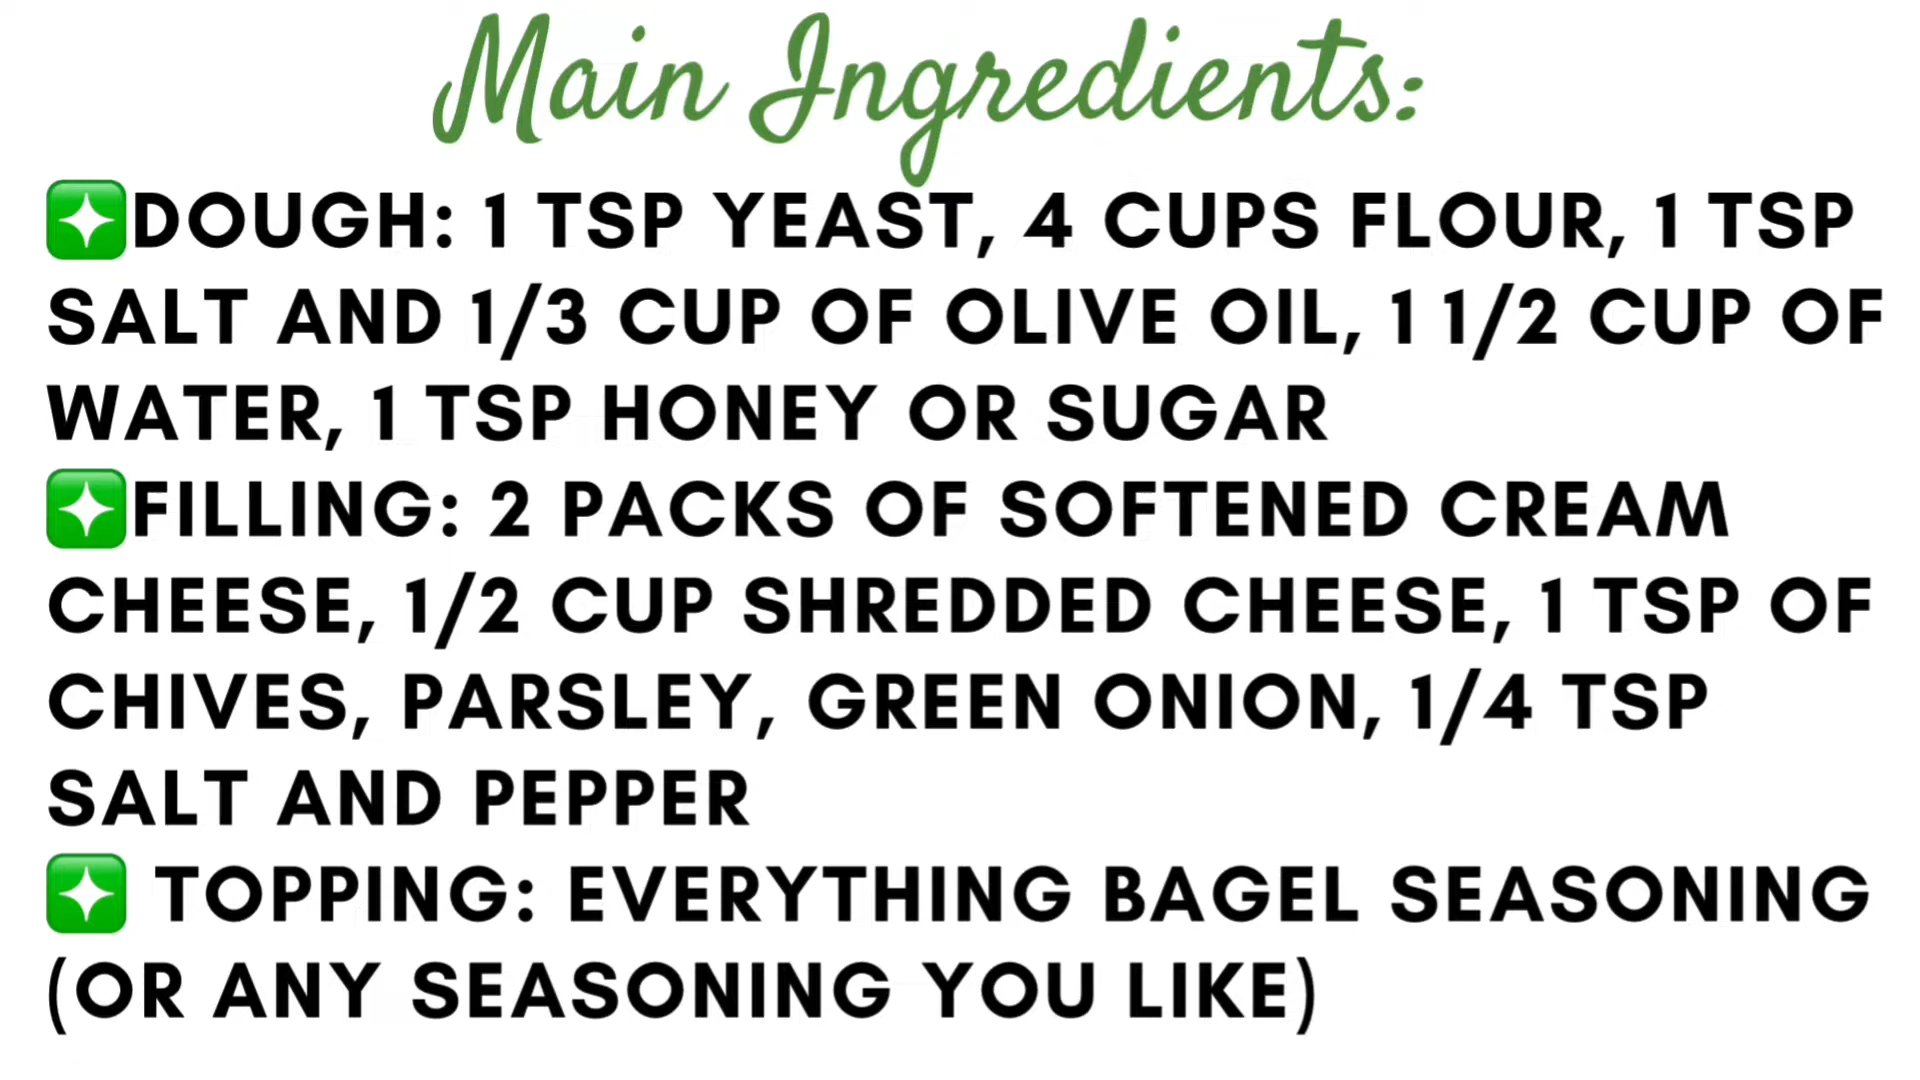 Main Ingredients:
DOUGH: 1 TSP YEAST, 4 CUPS FLOUR, 1 TSP
SALT AND 1/3 CUP OF OLIVE OIL, 1 1/2 CUP OF
WATER, 1 TSP HONEY OR SUGAR
FILLING: 2 PACKS OF SOFTENED CREAM
CHEESE, 1/2 CUP SHREDDED CHEESE, 1 TSP OF
CHIVES, PARSLEY, GREEN ONION, 1/4 TSP
SALT AND PEPPER
TOPPING: EVERYTHING BAGEL SEASONING
(OR ANY SEASONING YOU LIKE)